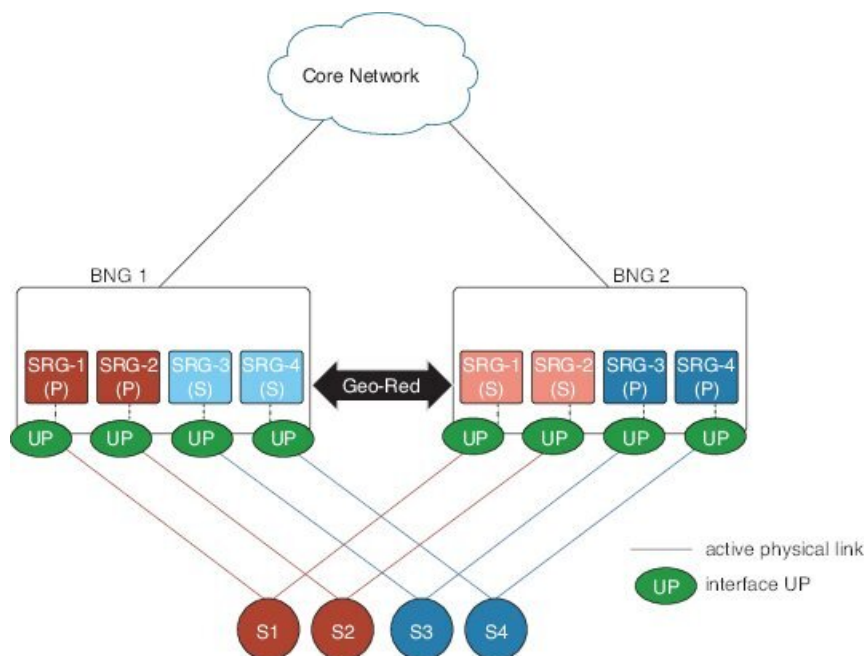 Core Network
BNG 1
BNG 2
SRG-1 (P)
SRG-2 (P)
SRG-3 (S)
SRG-4 (S)
Geo-Red
SRG-1 (S)
SRG-2 (S)
SRG-3 (P)
SRG-4 (P)
UP
UP
UP
UP
UP
UP
UP
UP
active physical link
UP
interface UP
S1
S2
S3
S4